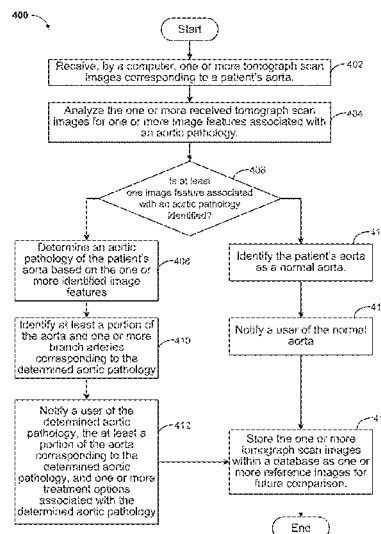 400
Start
Receive, by a computer, one or more tomograph scan
images corresponding to a patient's aorta.
402
Analyze the one or more received tomograph scan
images for one or more image features associated with
an aortic pathology.
404
406
Is at least
one image feature associated
with an aortic pathology
identified?
Determine an aortic
pathology of the patient's
aorta based on the one or
more identified image
features
408
Identify the patient's aorta
as a normal aorta.
41
Identify at least a portion of
the aorta and one or more
branch arteries
corresponding to the
determined aortic pathology
410
Notify a user of the normal
aorta
41
Notify a user of the
determined aortic
pathology, the at least a
portion of the aorta
corresponding to the
determined aortic
pathology, and one or more
treatment options
associated with the
determined aortic pathology
412
Store the one or more
tomograph scan images
within a database as one or
more reference images for
future comparison.
41
End